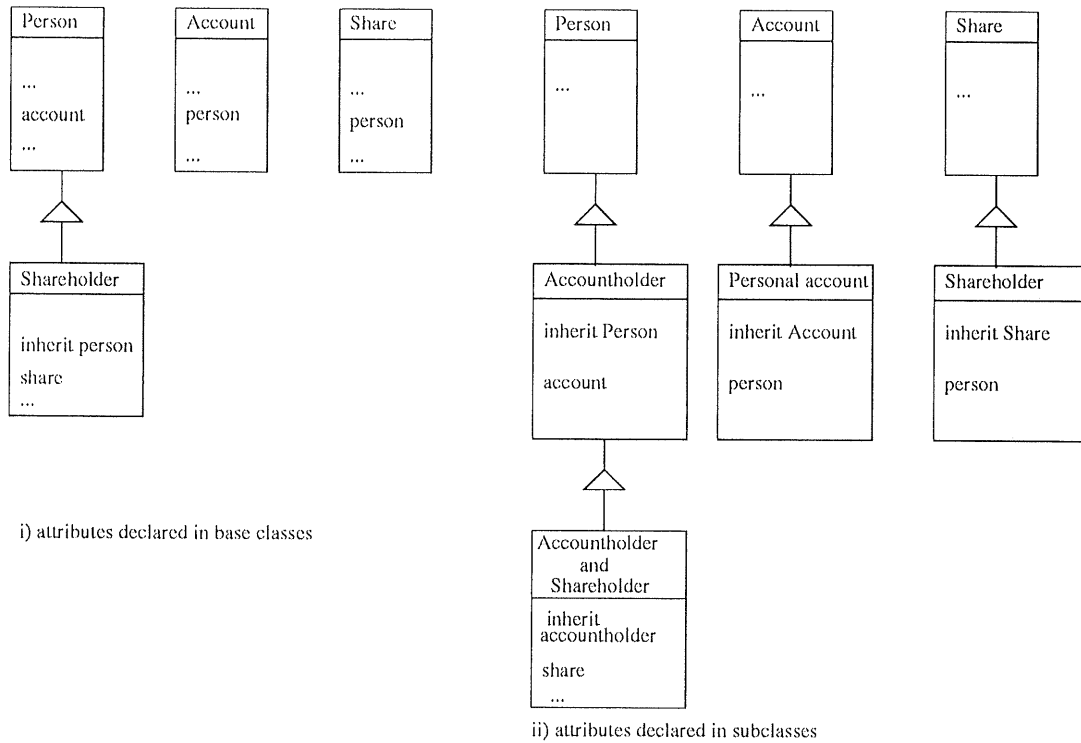 Person
...
account
...
Account
...
person
...
Share
...
person
...
Shareholder
inherit person
share
...
i) attributes declared in base classes
Person
...
Account
...
Share
...
Accountholder
inherit Person
account
Personal account
inherit Account
person
Shareholder
inherit Share
person
Accountholder
and
Shareholder
inherit
accountholder
share
...
ii) attributes declared in subclasses